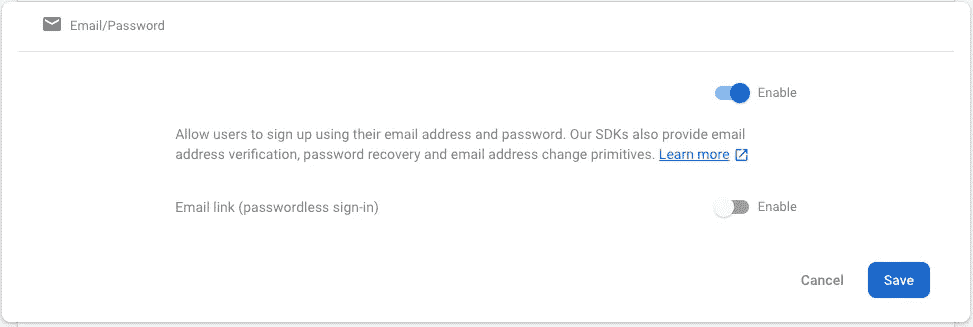 Email/Password
Enable
Allow users to sign up using their email address and password. Our SDKs also provide email
address verification, password recovery and email address change primitives. Learn more
Email link (passwordless sign-in)
Enable
Cancel
Save